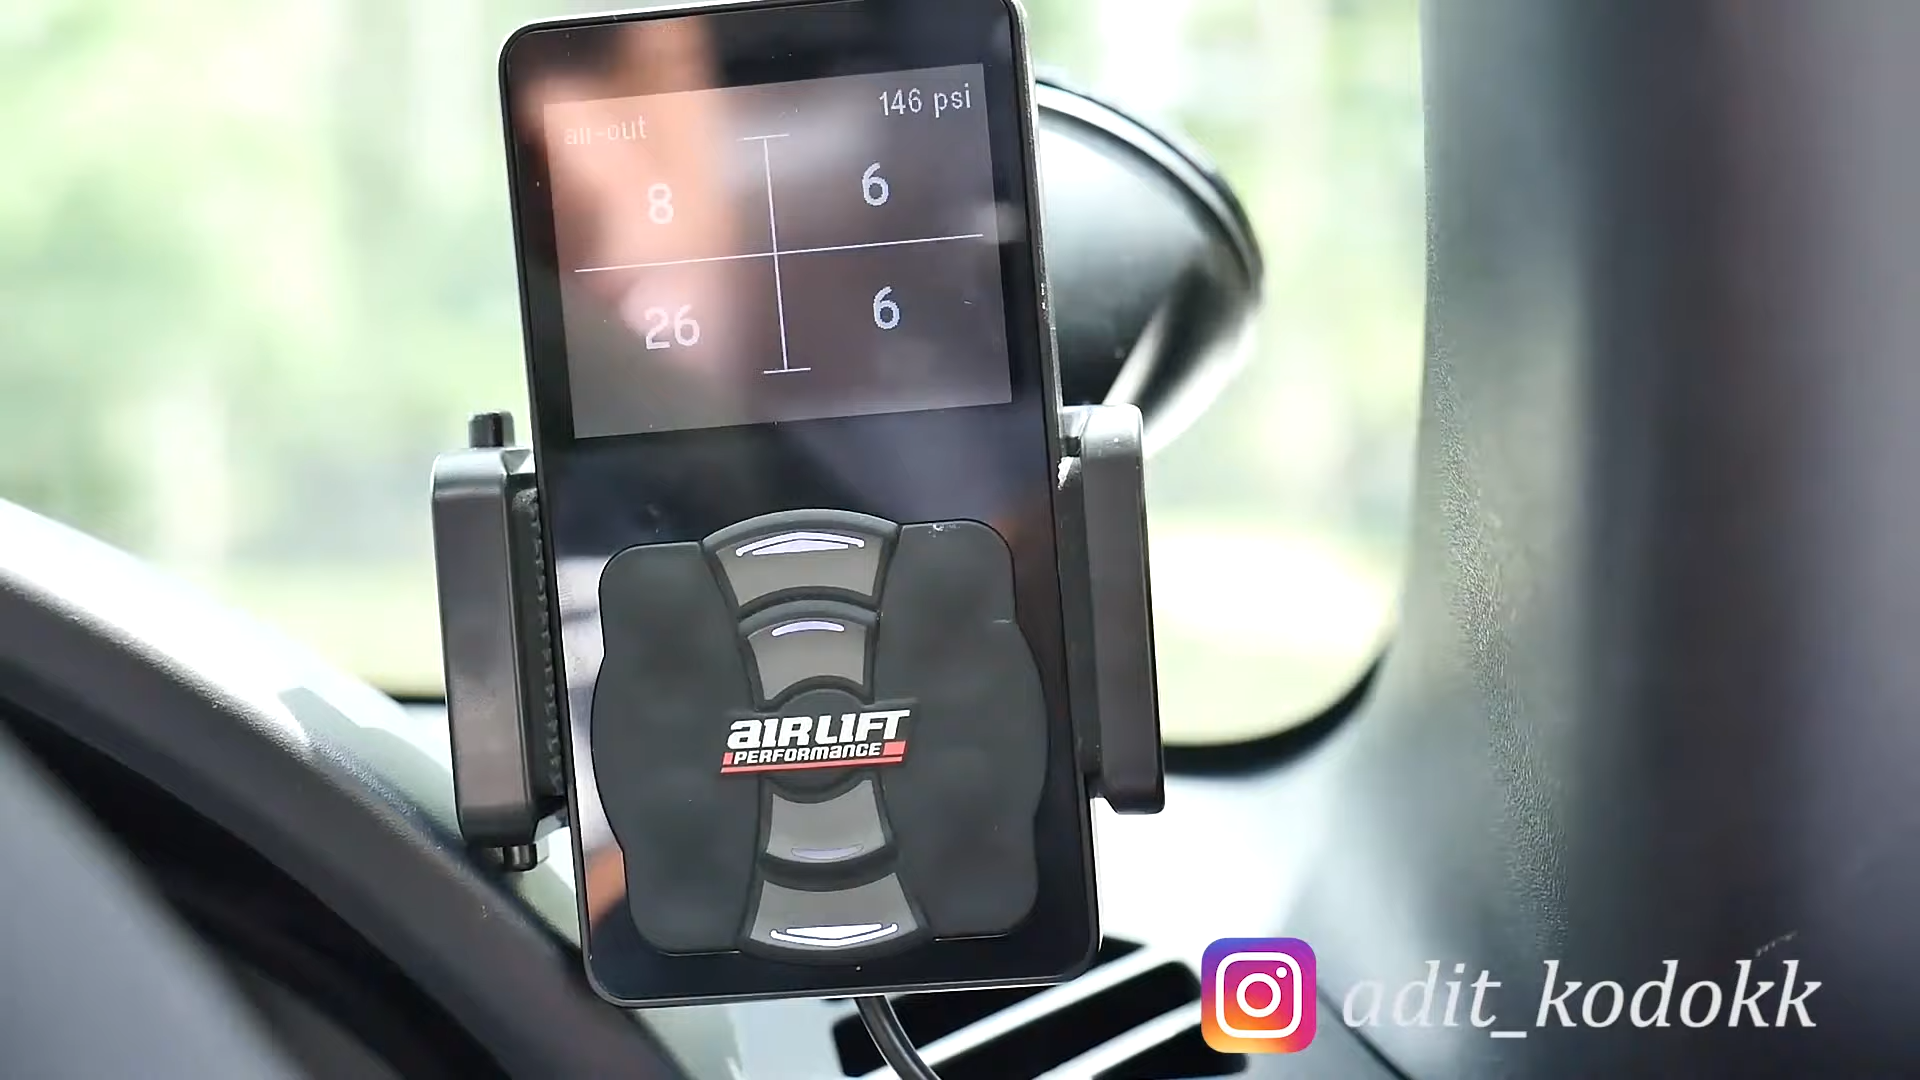 146 psi
air-out
8 6
26 6
AIRLIFT
PERFORMANCE
adit_kodokk